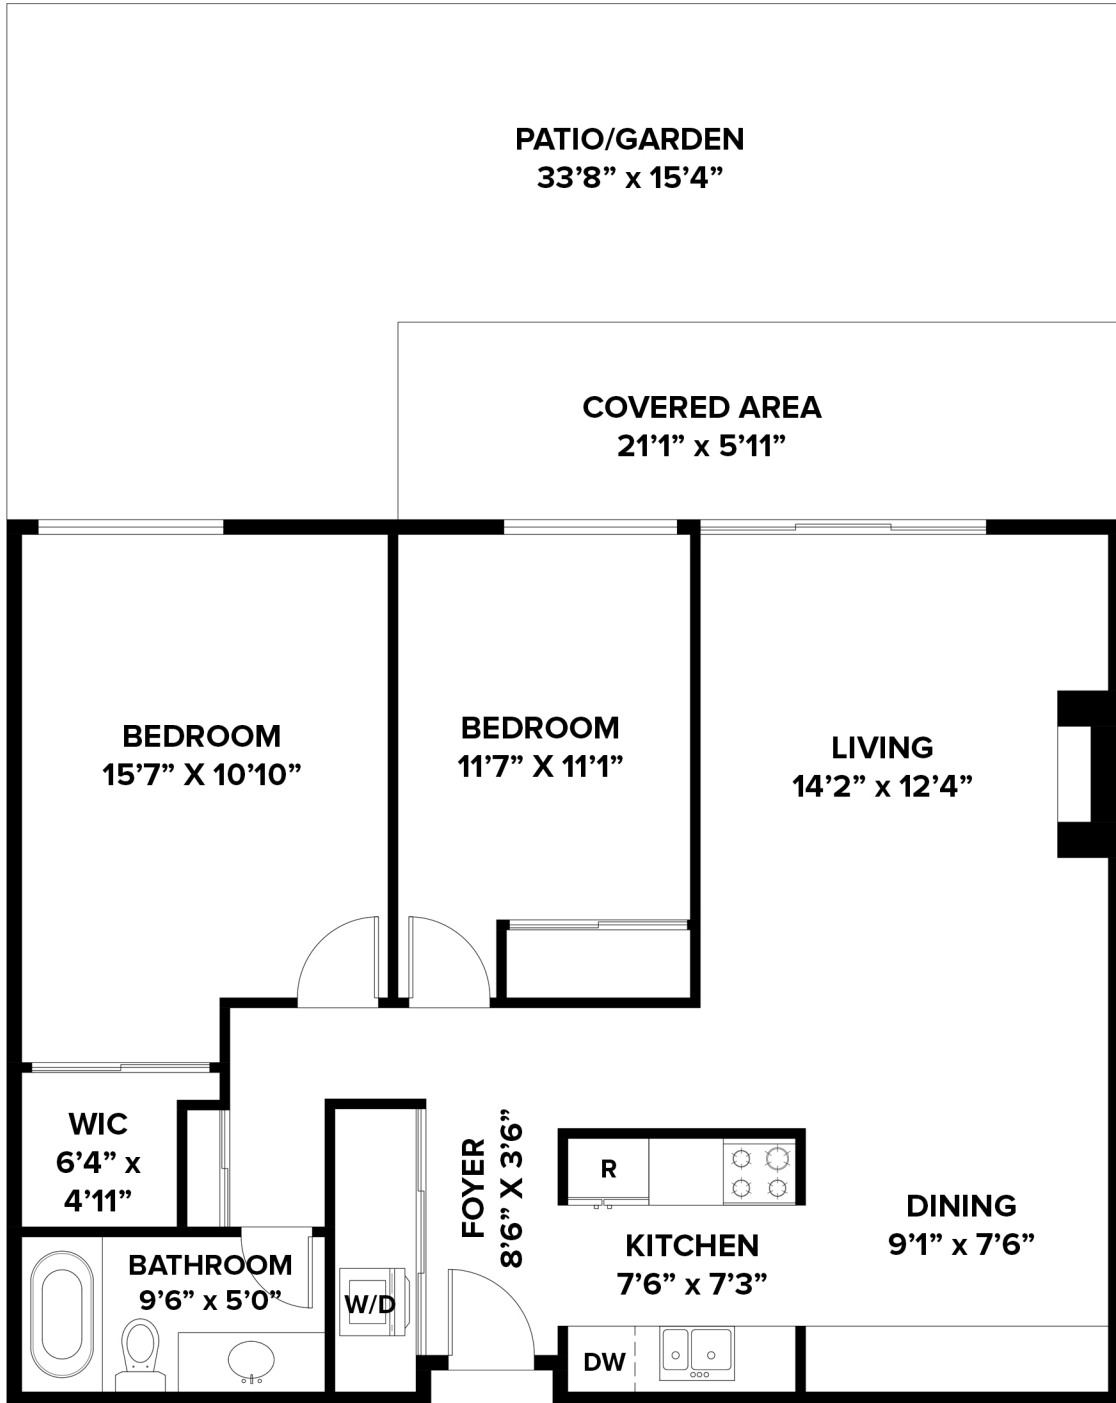 PATIO/GARDEN
33’8” x 15’4”
COVERED AREA
21’1” x 5’11”
BEDROOM
15’7” X 10’10”
BEDROOM
11’7” X 11’1”
LIVING
14’2” x 12’4”
WIC
6’4” x
4’11”
FOYER
8’6” X 3’6”
R
KITCHEN
7’6” x 7’3”
DINING
9’1” x 7’6”
BATHROOM
9’6” x 5’0”
W/D
DW